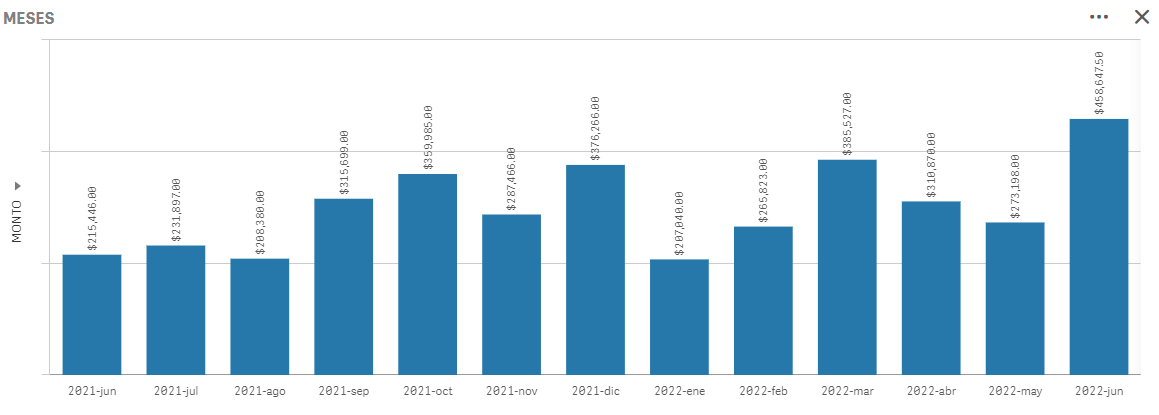 MESES
MONTO
$215,446.00
$231,897.00
$208,380.00
$315,699.00
$359,985.00
$287,466.00
$376,266.00
$207,040.00
$265,823.00
$385,527.00
$310,870.00
$273,198.00
$458,647.50
2021-jun
2021-jul
2021-ago
2021-sep
2021-oct
2021-nov
2021-dic
2022-ene
2022-feb
2022-mar
2022-abr
2022-may
2022-jun